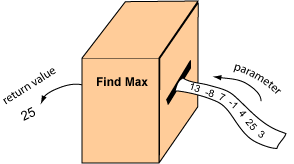 return value
25
Find Max
parameter
13 -8 7 -1 4 25 3